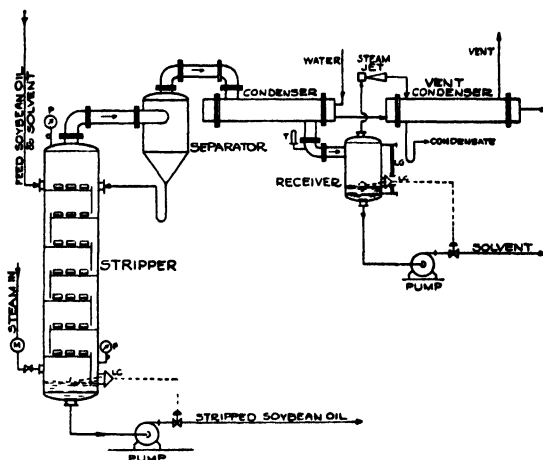 FEED SOYBEAN OIL
& SOLVENT
P
SEPARATOR
CONDENSER
WATER
STEAM
JET
VENT
VENT
CONDENSER
CONDENSATE
T
RECEIVER
LG
LC
SOLVENT
PUMP
STRIPPER
STEAM IN
P
LC
STRIPPED SOYBEAN OIL
PUMP